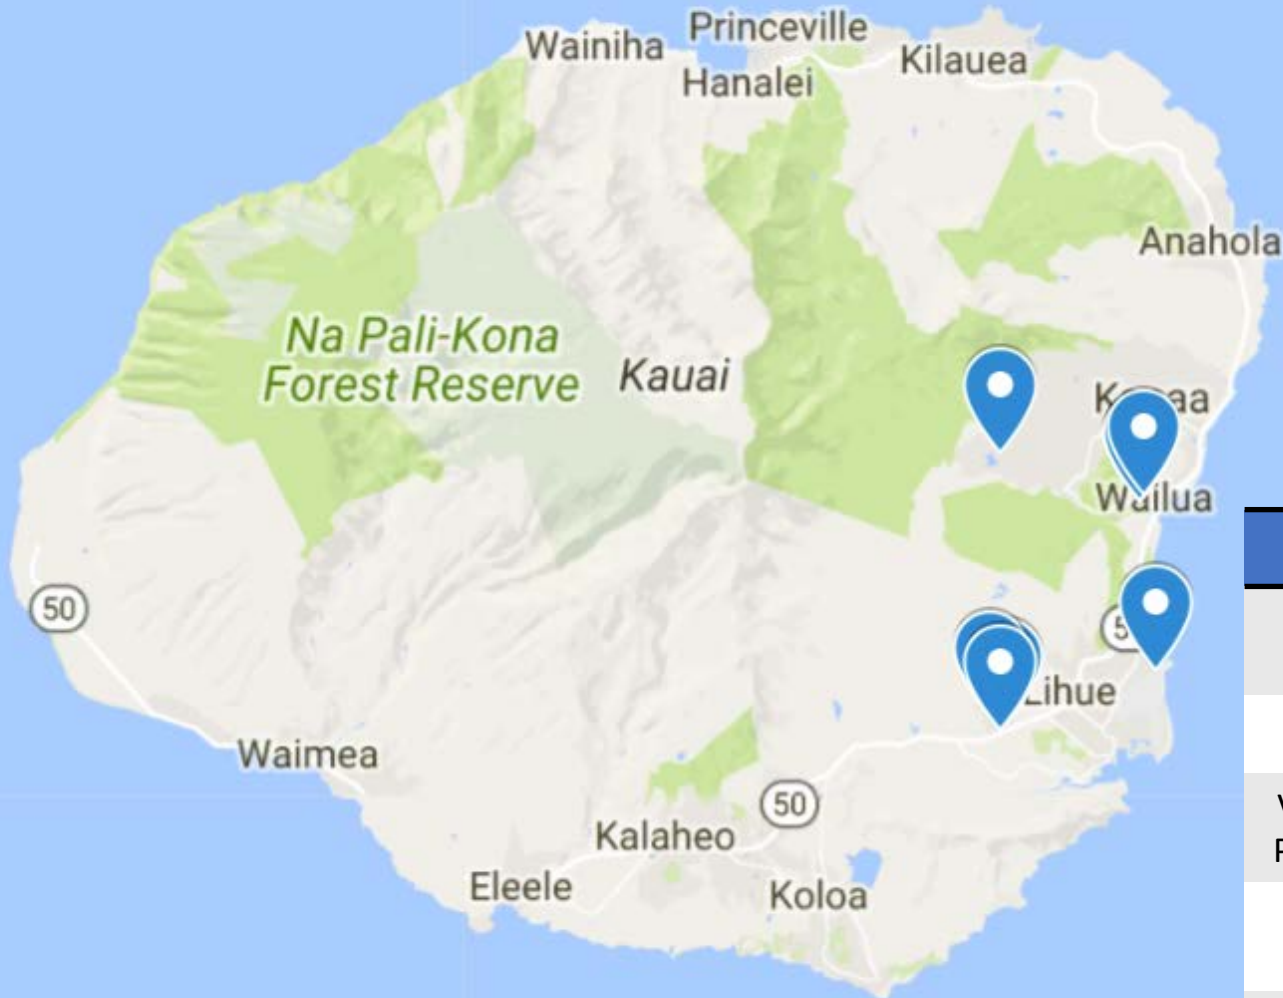 Princeville
Wainiha
Kilauea
Hanalei
Anahola
Na Pali-Kona
Forest Reserve
Kauai
Wailua
50
Lihue
Waimea
50
Kalaheo
Eleele
Koloa